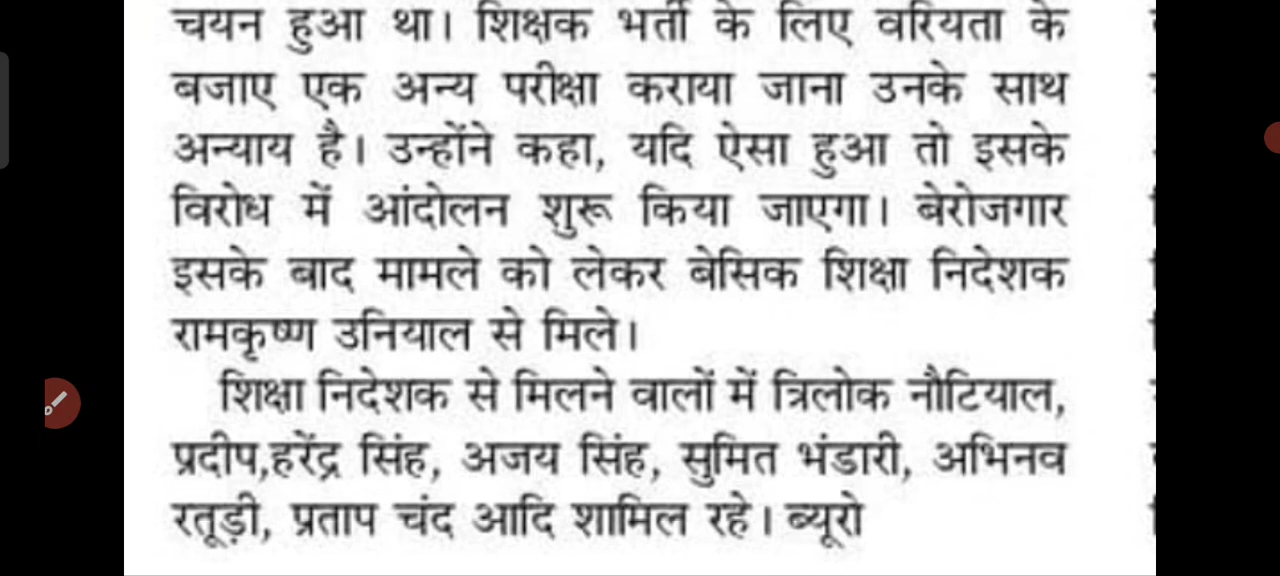 चयन हुआ था। शिक्षक भर्ती के लिए वरियता के
बजाए एक अन्य परीक्षा कराया जाना उनके साथ
अन्याय है। उन्होंने कहा, यदि ऐसा हुआ तो इसके
विरोध में आंदोलन शुरू किया जाएगा। बेरोजगार
इसके बाद मामले को लेकर बेसिक शिक्षा निदेशक
रामकृष्ण उनियाल से मिले।
शिक्षा निदेशक से मिलने वालों में त्रिलोक नौटियाल,
प्रदीप,हरेंद्र सिंह, अजय सिंह, सुमित भंडारी, अभिनव
रतूड़ी, प्रताप चंद आदि शामिल रहे। ब्यूरो